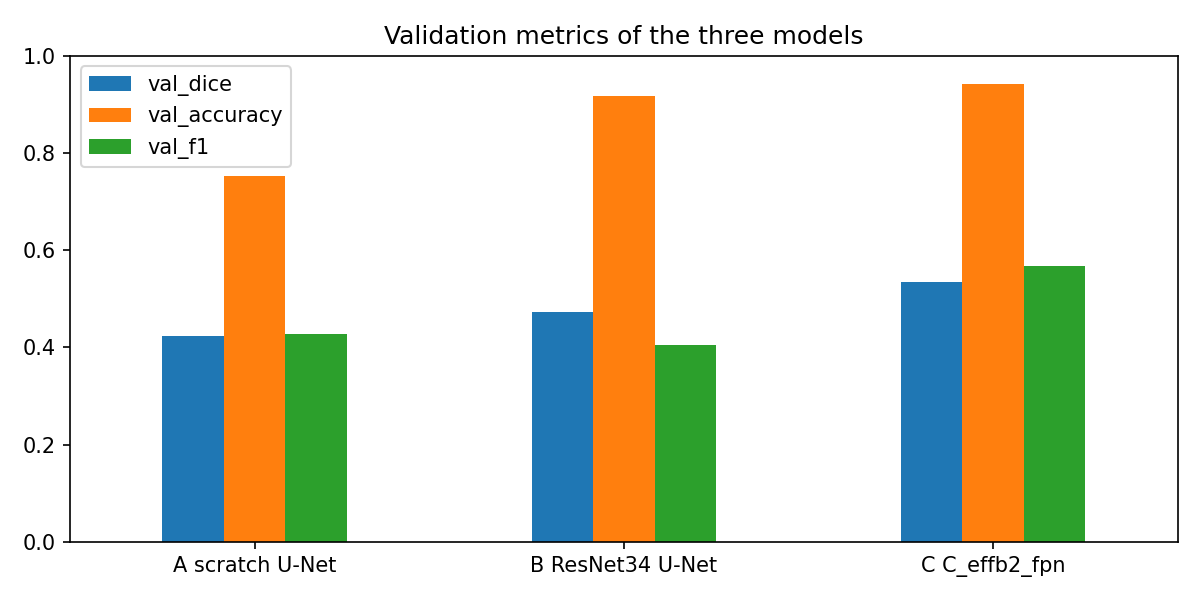 Validation metrics of the three models
1.0
0.8
0.6
0.4
0.2
0.0
val_dice
val_accuracy
val_f1
A scratch U-Net
B ResNet34 U-Net
C C_effb2_fpn